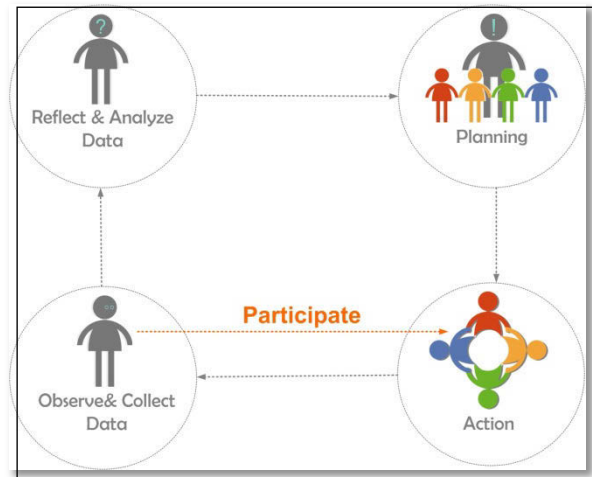 ?
!
Reflect & Analyze
Data
Planning
Participate
Observe& Collect
Data
Action